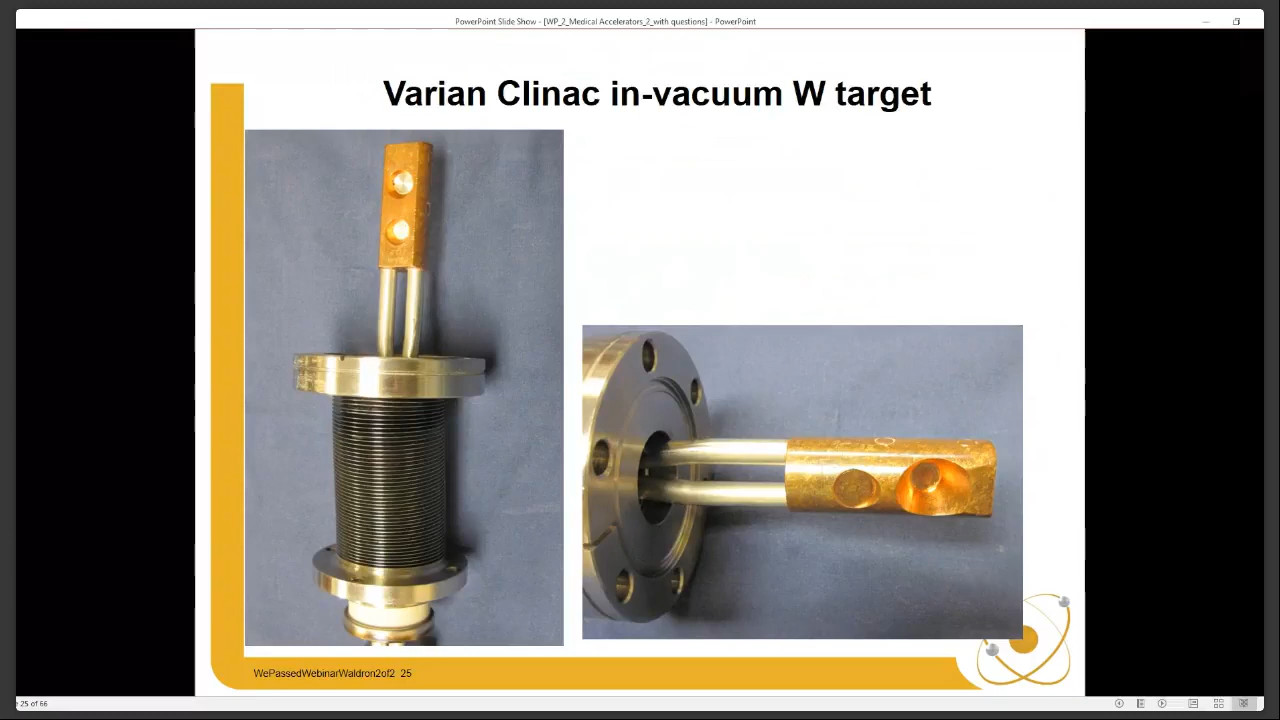 PowerPoint Slide Show - [WP_2_Medical Accelerators_2_with questions] - PowerPoint
Varian Clinac in-vacuum W target
WePassedWebinarWaldron2of2 25
e 25 of 66